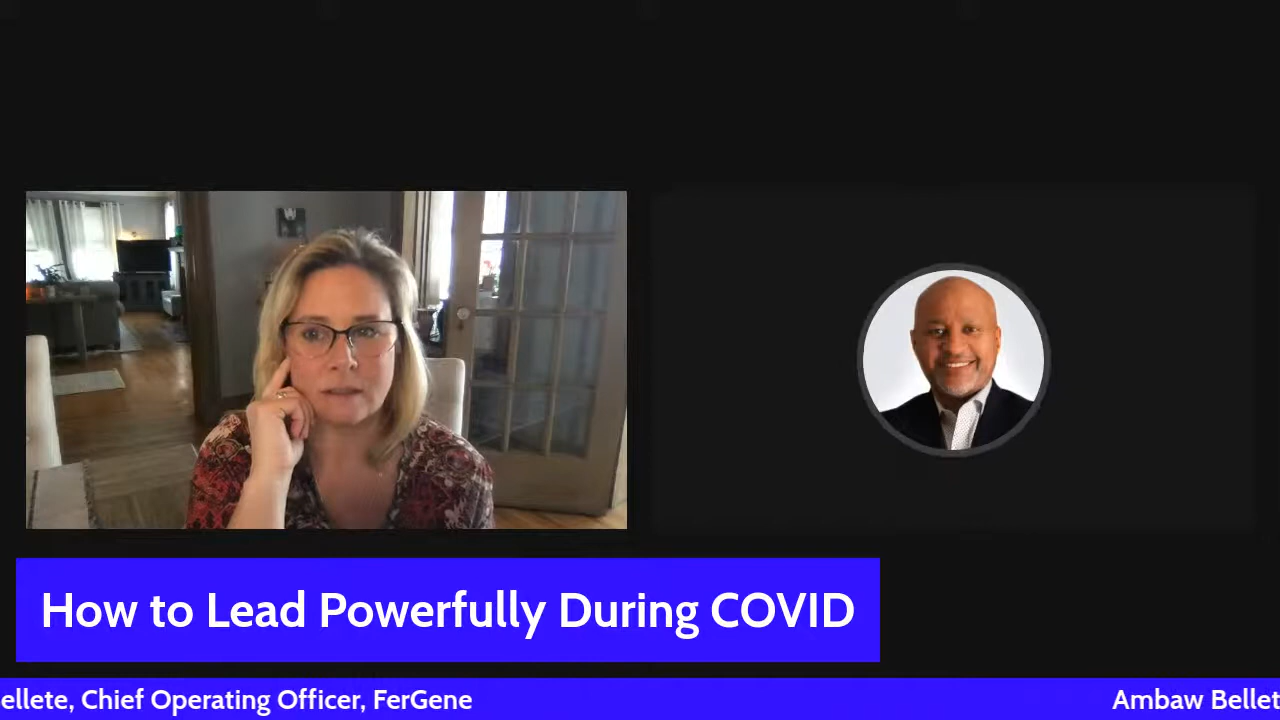 How to Lead Powerfully During COVID
ellete, Chief Operating Officer, FerGene Ambaw Bellet